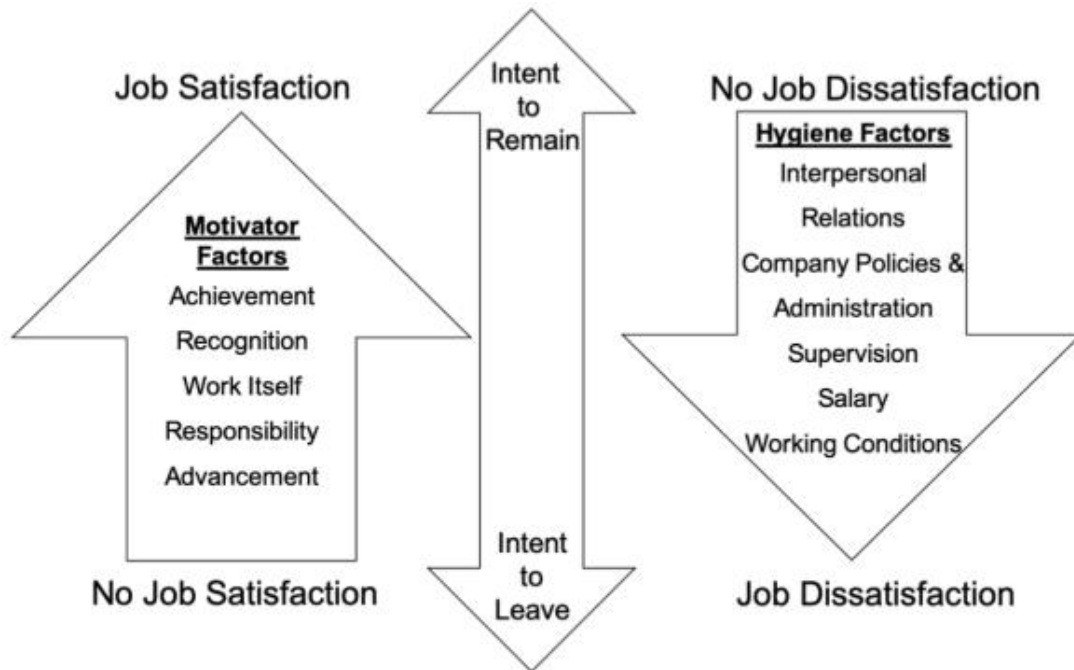 Job Satisfaction
Motivator
Factors
Achievement
Recognition
Work Itself
Responsibility
Advancement
No Job Satisfaction
Intent
to
Remain
Intent
to
Leave
No Job Dissatisfaction
Hygiene Factors
Interpersonal
Relations
Company Policies &
Administration
Supervision
Salary
Working Conditions
Job Dissatisfaction